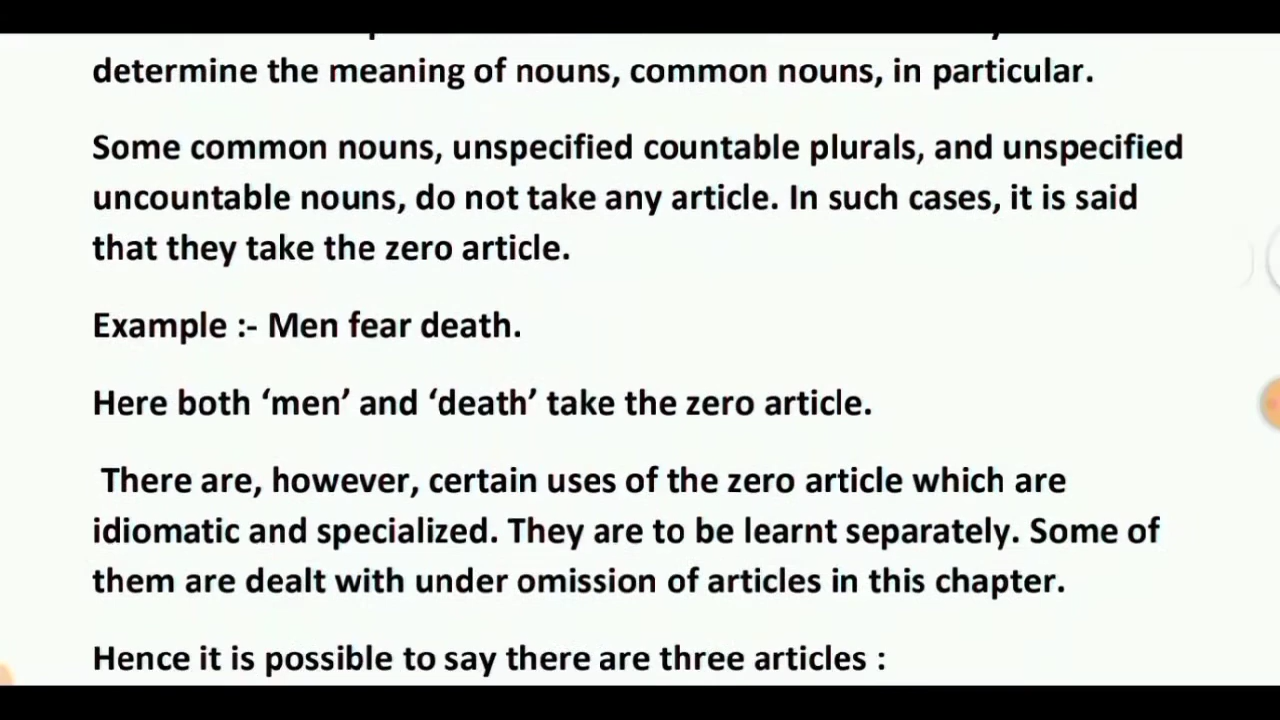 determine the meaning of nouns, common nouns, in particular.
Some common nouns, unspecified countable plurals, and unspecified
uncountable nouns, do not take any article. In such cases, it is said
that they take the zero article.
Example :- Men fear death.
Here both ‘men’ and ‘death’ take the zero article.
There are, however, certain uses of the zero article which are
idiomatic and specialized. They are to be learnt separately. Some of
them are dealt with under omission of articles in this chapter.
Hence it is possible to say there are three articles :